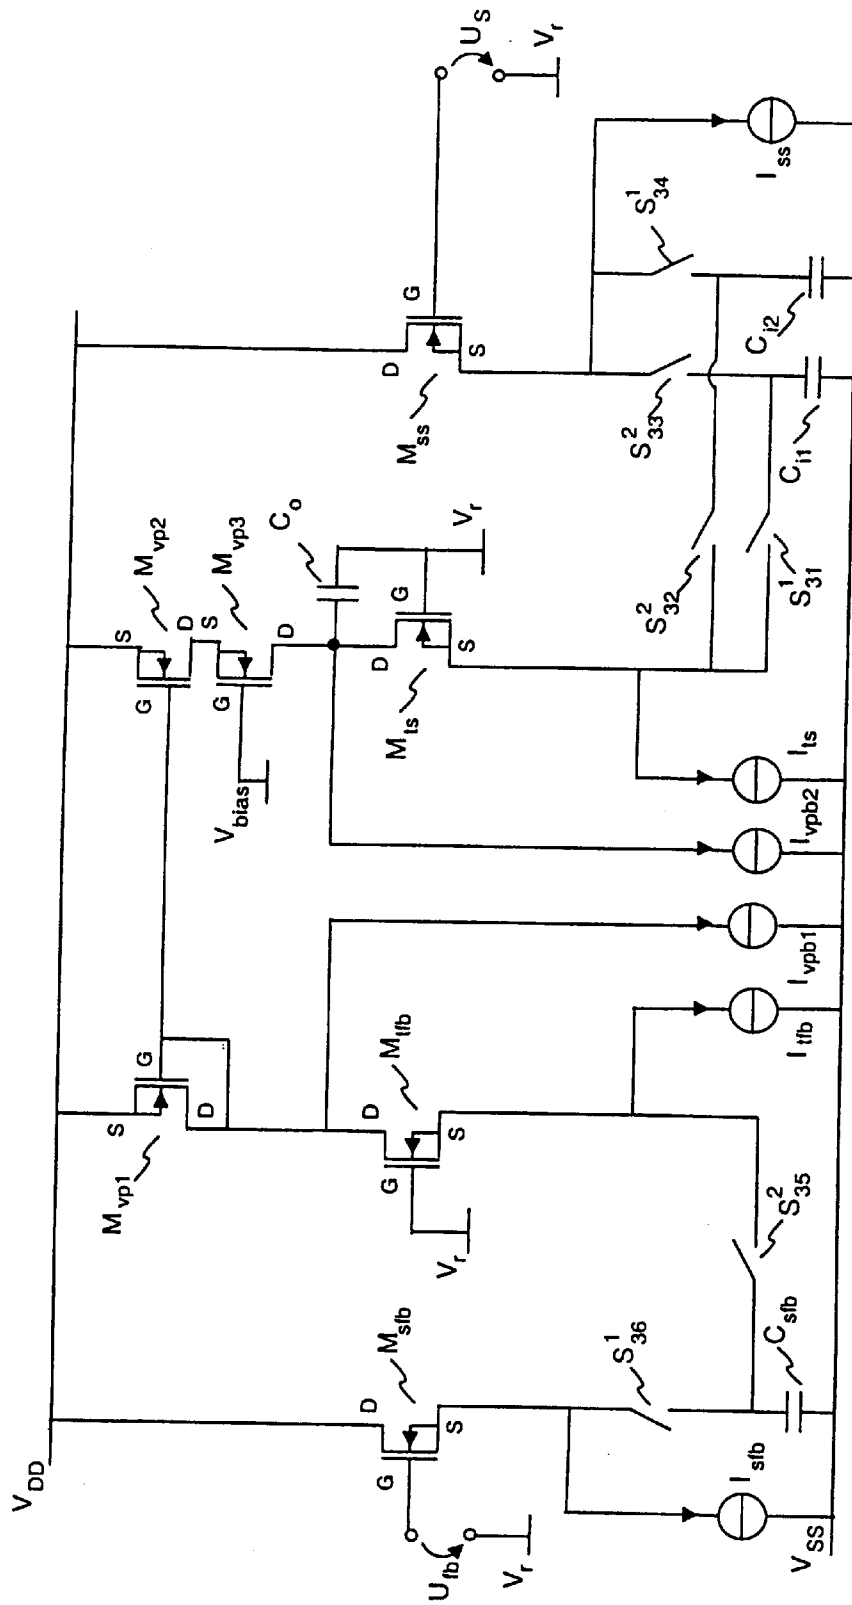 V_DD
M_vp1
S
G
D
M_vp2
S
G
D
M_vp3
S
D
V_bias
C_o
V_r
M_sfb
D
G
S
U_fb
V_r
M_tfb
D
G
S
V_r
M_ts
D
G
S
M_ss
D
G
S
U_S
V_r
S^1_36
S^2_35
C_sfb
I_sfb
V_SS
I_tfb
I_vpb1
I_vpb2
I_ts
S^2_32
S^1_31
S^2_33
S^1_34
C_i1
C_i2
I_ss